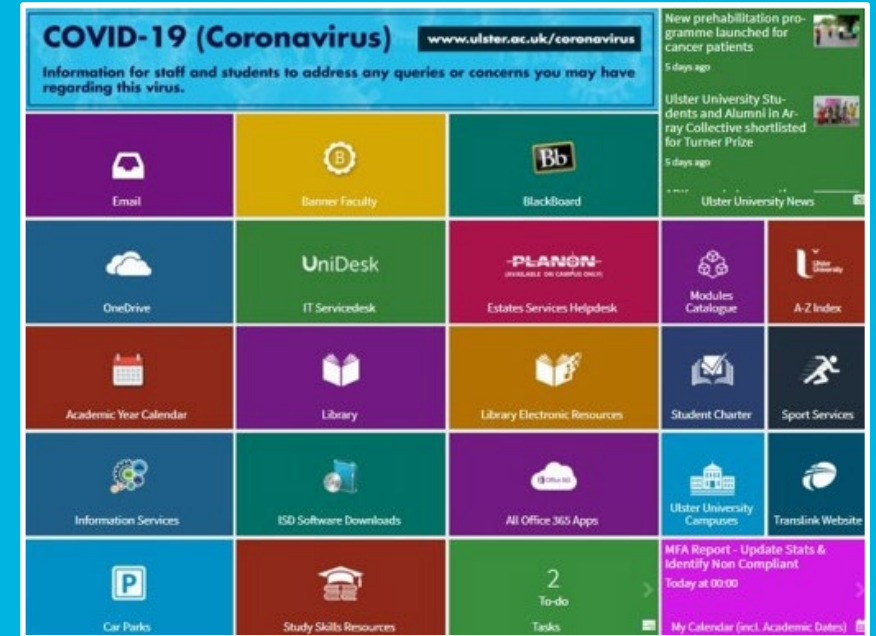 COVID-19 (Coronavirus)
www.ulster.ac.uk/coronavirus
Information for staff and students to address any queries or concerns you may have
regarding this virus.
New prehabilitation pro-
gramme launched for
cancer patients
5 days ago
Ulster University Stu-
dents and Alumni in Ar-
ray Collective shortlisted
for Turner Prize
5 days ago
Ulster University News
Email
B
Banner Faculty
Bb
BlackBoard
OneDrive
UniDesk
IT Servicedesk
PLANON
(AVAILABLE ON CAMPUS ONLY)
Estates Services Helpdesk
Modules
Catalogue
Ulster
University
A-Z Index
Academic Year Calendar
Library
Library Electronic Resources
Student Charter
Sport Services
Information Services
ISD Software Downloads
Office 365
All Office 365 Apps
Ulster University
Campuses
Translink Website
P
Car Parks
Study Skills Resources
2
To-do
Tasks
MFA Report - Update Stats &
Identify Non Compliant
Today at 00:00
My Calendar (incl. Academic Dates)